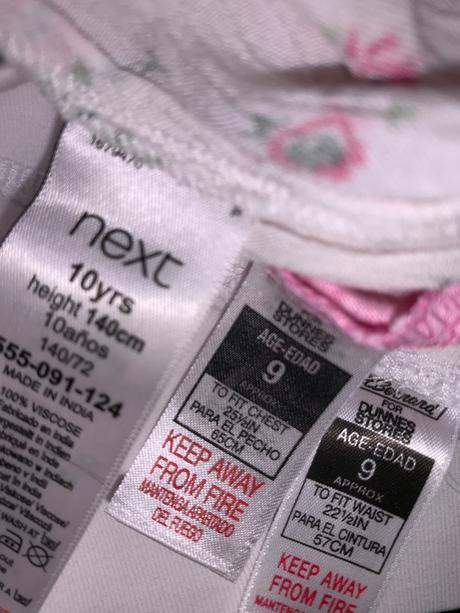 next
10yrs
height 140cm
10años
140/72
555-091-124
MADE IN INDIA
100% VISCOSE
DUNNES
STORES
AGE-EDAD
9
APPROX
TO FIT CHEST
25½IN
PARA EL PECHO
65CM
KEEP AWAY
FROM FIRE
MANTENGA APARTADO
DEL FUEGO
FOR
DUNNES
STORES
AGE-EDAD
9
APPROX
TO FIT WAIST
22½IN
PARA EL CINTURA
57CM
KEEP AWAY
FROM FIRE